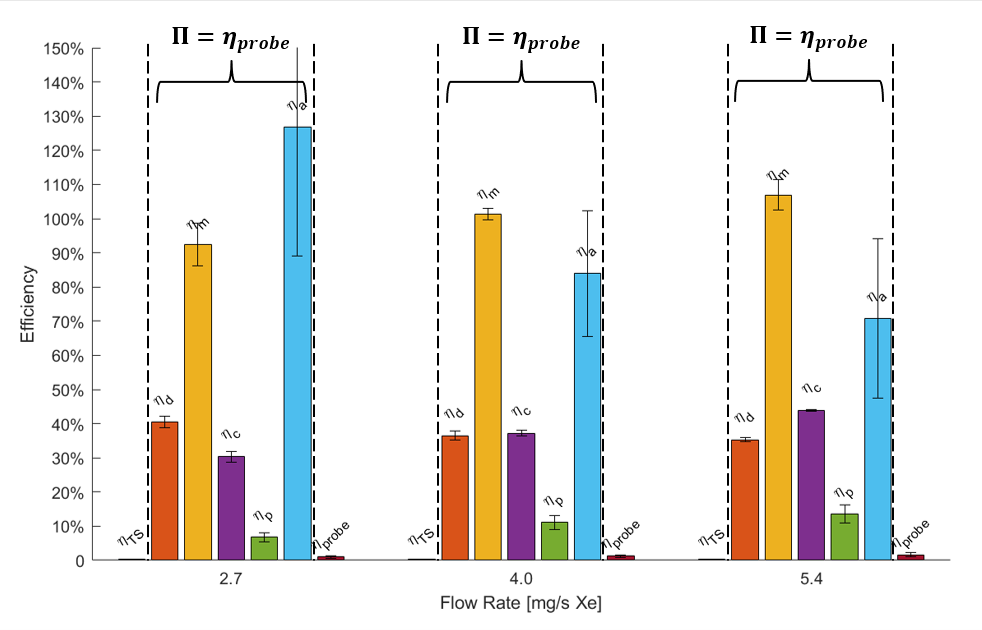 Π = η_probe
Π = η_probe
Π = η_probe
150%
140%
130%
120%
110%
100%
90%
80%
70%
60%
50%
40%
30%
20%
10%
0
Efficiency
η_TS
η_d
η_m
η_c
η_p
η_a
η_probe
η_TS
η_d
η_m
η_c
η_p
η_a
η_probe
η_TS
η_d
η_m
η_c
η_p
η_a
η_probe
2.7
4.0
5.4
Flow Rate [mg/s Xe]